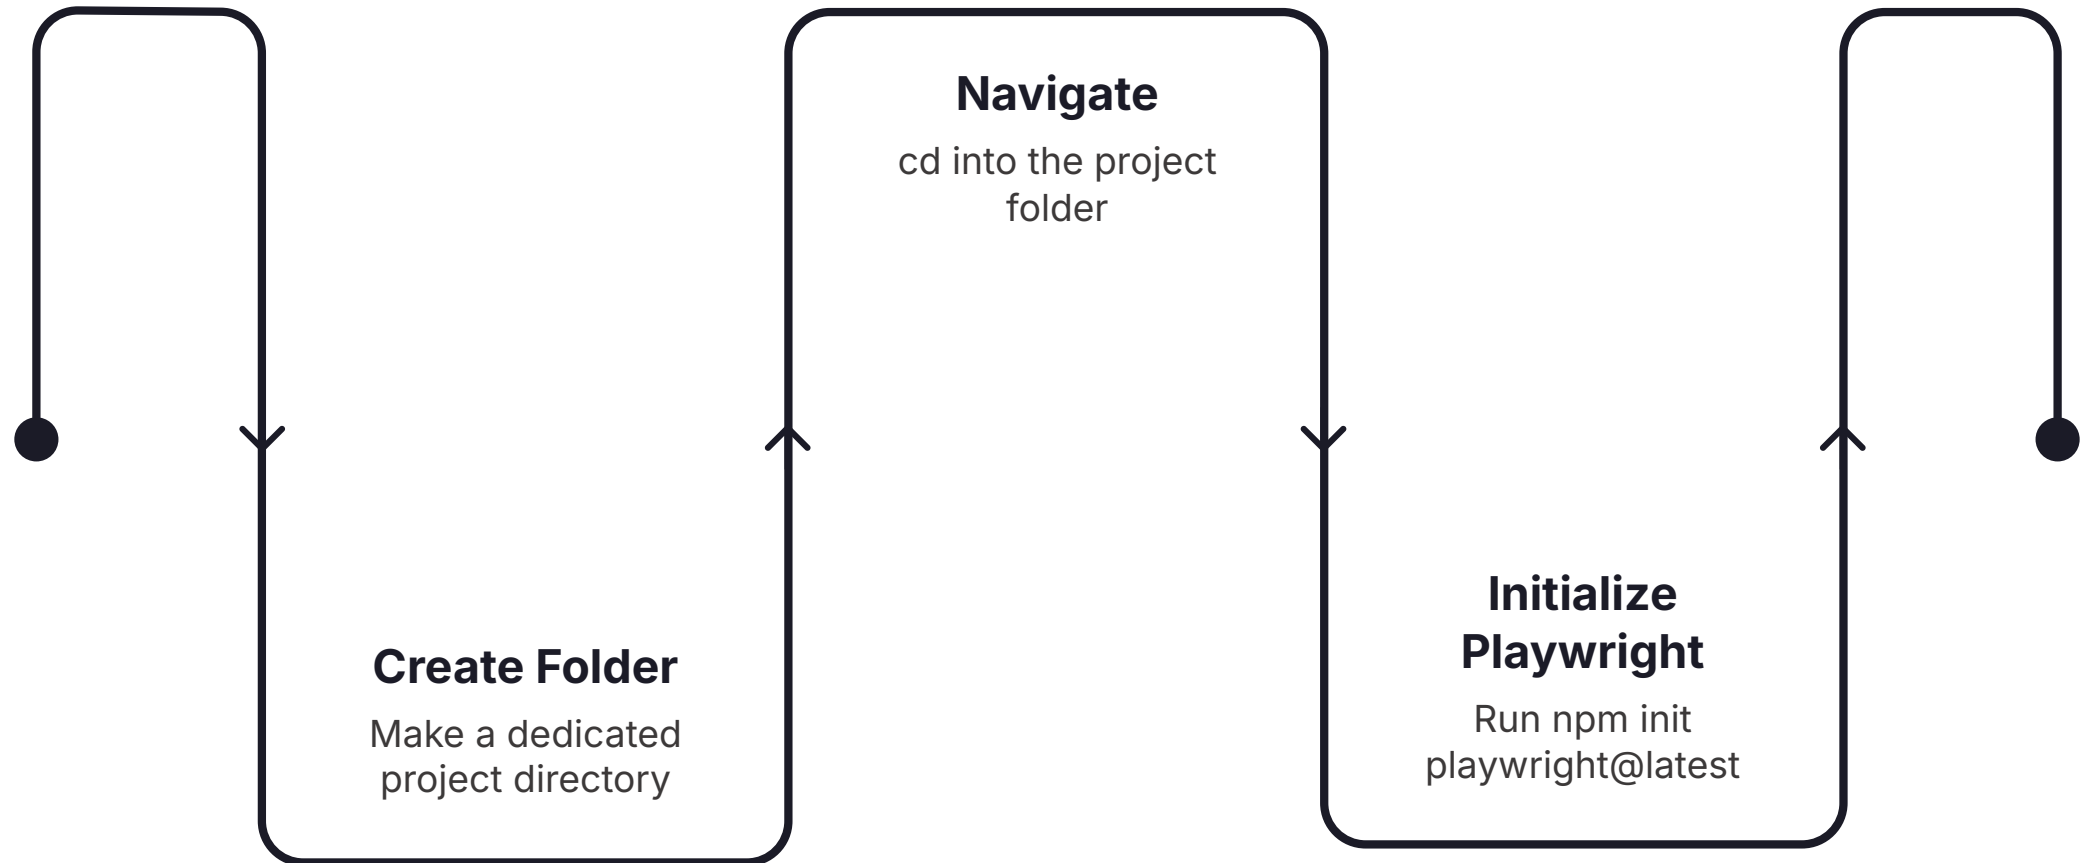 Create Folder
Make a dedicated
project directory
Navigate
cd into the project
folder
Initialize
Playwright
Run npm init
playwright@latest